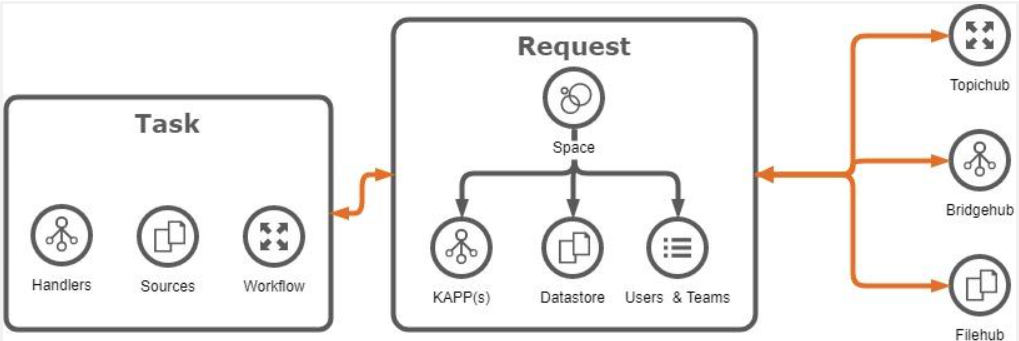 Task
Handlers
Sources
Workflow
Request
Space
KAPP(s)
Datastore
Users & Teams
Topichub
Bridgehub
Filehub